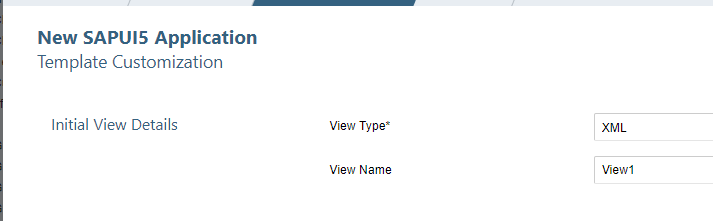 New SAPUI5 Application
Template Customization
Initial View Details
View Type*
XML
View Name
View1